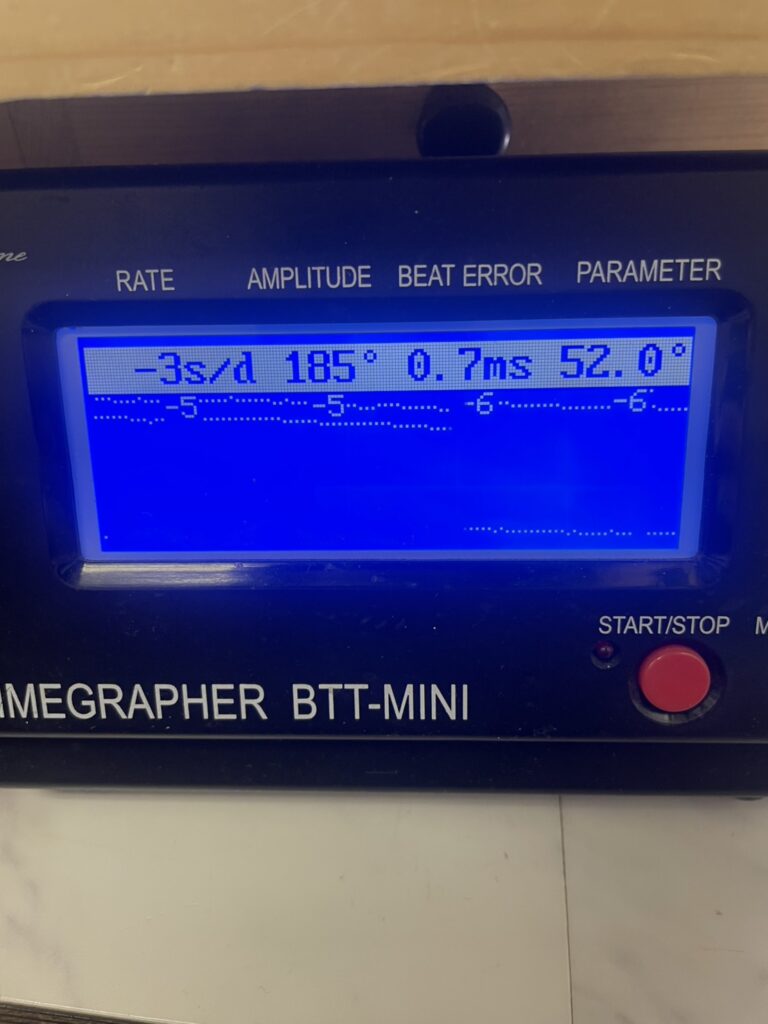 RATE AMPLITUDE BEAT ERROR PARAMETER
-3s/d 185° 0.7ms 52.0°
-5 -5 -6 -6
START/STOP
TIMEGRAPHER BTT-MINI